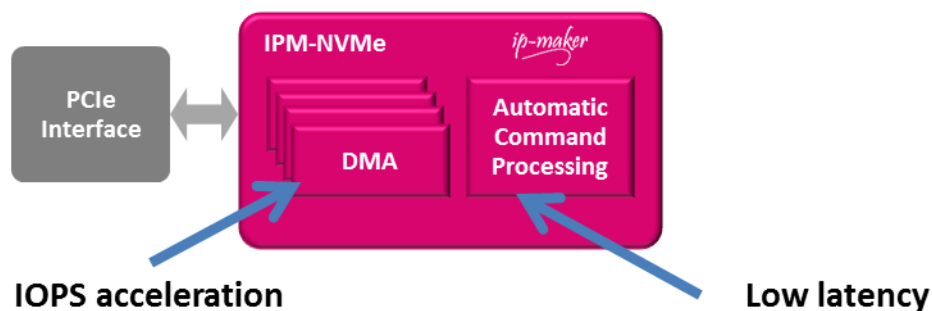 IPM-NVMe
ip-maker
PCIe
Interface
Automatic
Command
Processing
DMA
IOPS acceleration
Low latency